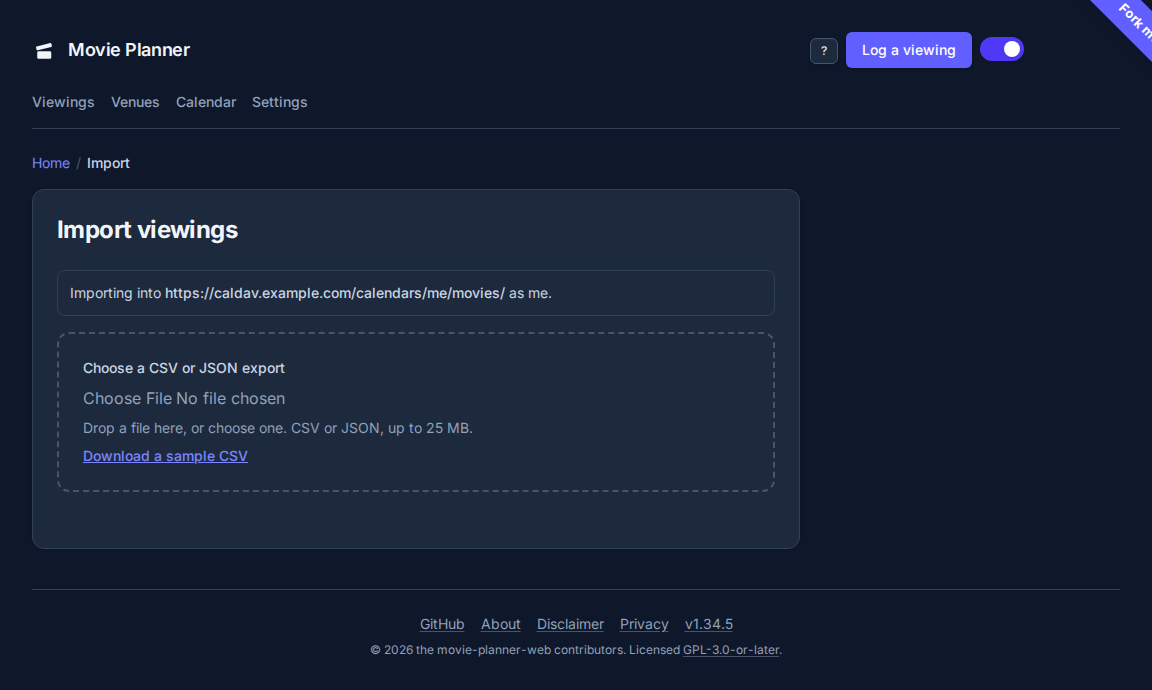 Movie Planner
?
Log a viewing
Fork m
Viewings Venues Calendar Settings
Home / Import
Import viewings
Importing into https://caldav.example.com/calendars/me/movies/ as me.
Choose a CSV or JSON export
Choose File No file chosen
Drop a file here, or choose one. CSV or JSON, up to 25 MB.
Download a sample CSV
GitHub About Disclaimer Privacy v1.34.5
© 2026 the movie-planner-web contributors. Licensed GPL-3.0-or-later.